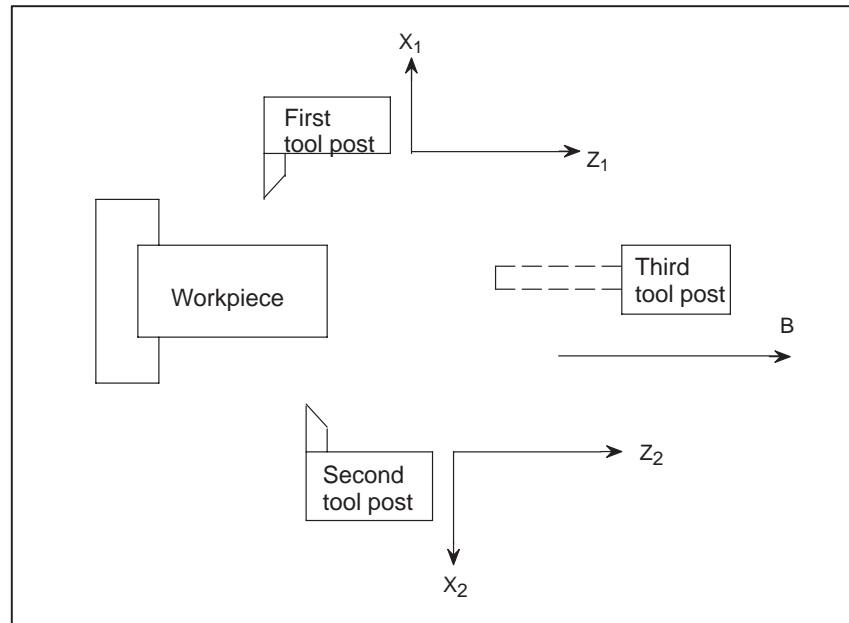 X1
First
tool post
Z1
Third
tool post
Workpiece
B
Second
tool post
Z2
X2